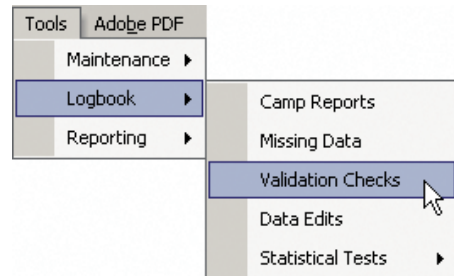 Tools Adobe PDF
Maintenance
Logbook
Reporting
Camp Reports
Missing Data
Validation Checks
Data Edits
Statistical Tests